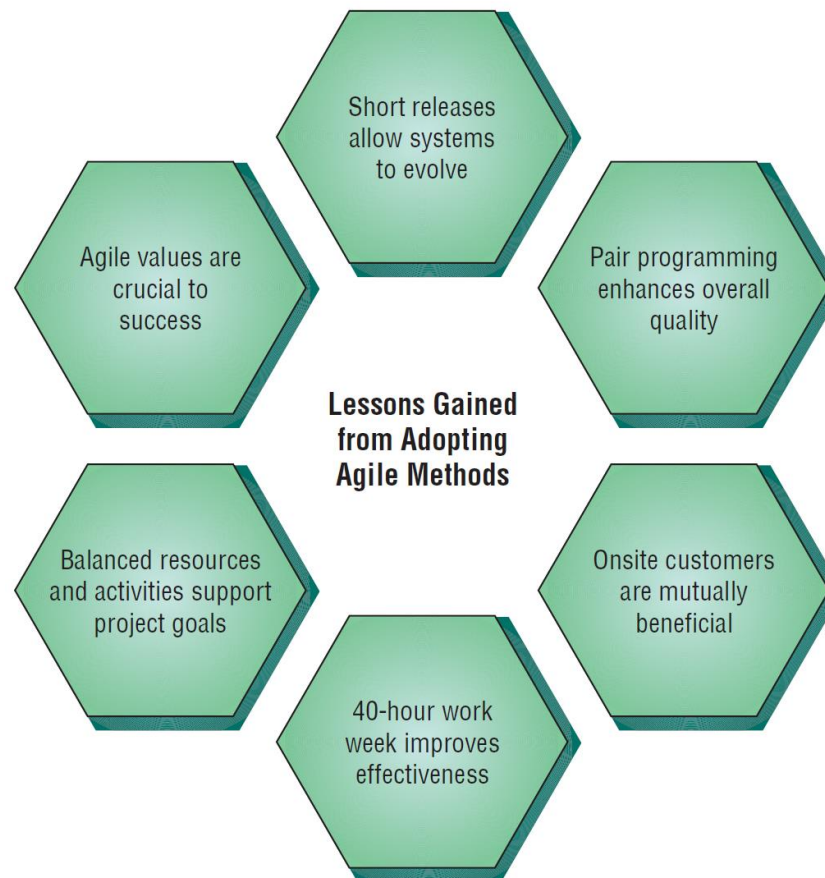 Short releases
allow systems
to evolve
Agile values are
crucial to
success
Pair programming
enhances overall
quality
Lessons Gained
from Adopting
Agile Methods
Balanced resources
and activities support
project goals
Onsite customers
are mutually
beneficial
40-hour work
week improves
effectiveness